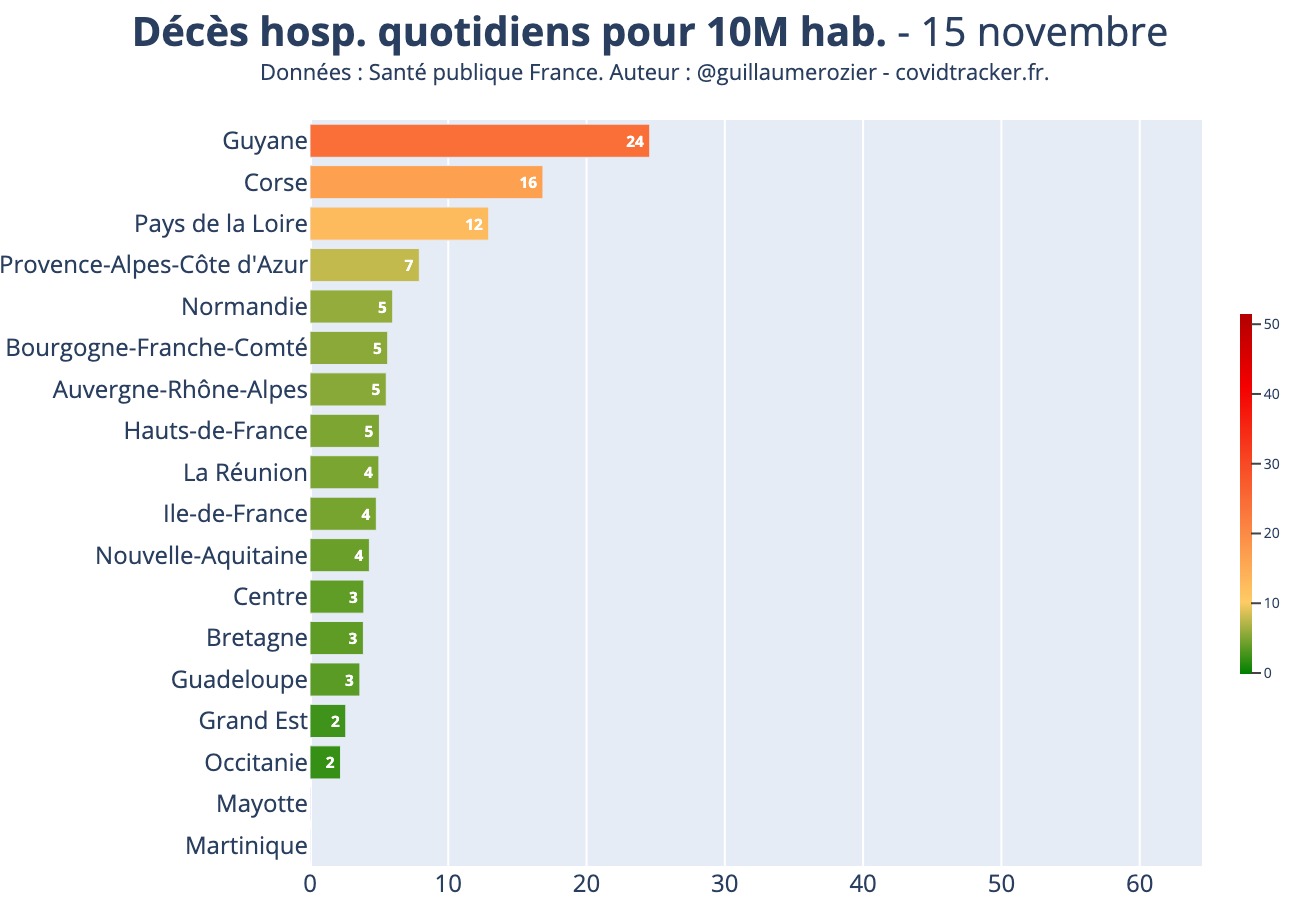 Décès hosp. quotidiens pour 10M hab. - 15 novembre
Données : Santé publique France. Auteur : @guillaumerozier - covidtracker.fr.
Guyane 24
Corse 16
Pays de la Loire 12
Provence-Alpes-Côte d'Azur 7
Normandie 5
Bourgogne-Franche-Comté 5
Auvergne-Rhône-Alpes 5
Hauts-de-France 5
La Réunion 4
Ile-de-France 4
Nouvelle-Aquitaine 4
Centre 3
Bretagne 3
Guadeloupe 3
Grand Est 2
Occitanie 2
Mayotte
Martinique
0 10 20 30 40 50 60
50
40
30
20
10
0